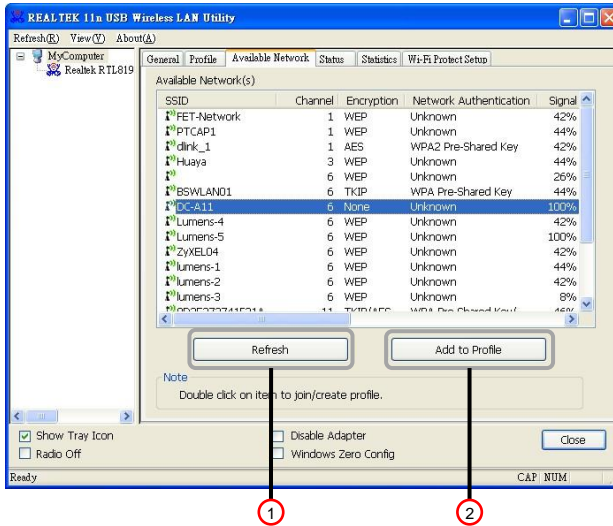 REALTEK 11n USB Wireless LAN Utility
Refresh(R) View(V) About(A)
MyComputer
Realtek RTL819
General Profile Available Network Status Statistics Wi-Fi Protect Setup
Available Network(s)
SSID Channel Encryption Network Authentication Signal
FET-Network 1 WEP Unknown 42%
PTCAP1 1 WEP Unknown 44%
dlink_1 1 AES WPA2 Pre-Shared Key 42%
Huaya 3 WEP Unknown 44%
6 WEP Unknown 26%
BSWLAN01 6 TKIP WPA Pre-Shared Key 44%
DC-A11 6 None Unknown 100%
Lumens-4 6 WEP Unknown 42%
Lumens-5 6 WEP Unknown 100%
ZyXEL04 6 WEP Unknown 42%
lumens-1 6 WEP Unknown 44%
lumens-2 6 WEP Unknown 42%
lumens-3 6 WEP Unknown 8%
11
Refresh Add to Profile
Note
Double click on item to join/create profile.
Show Tray Icon Disable Adapter Close
Radio Off Windows Zero Config
Ready CAP NUM
1 2